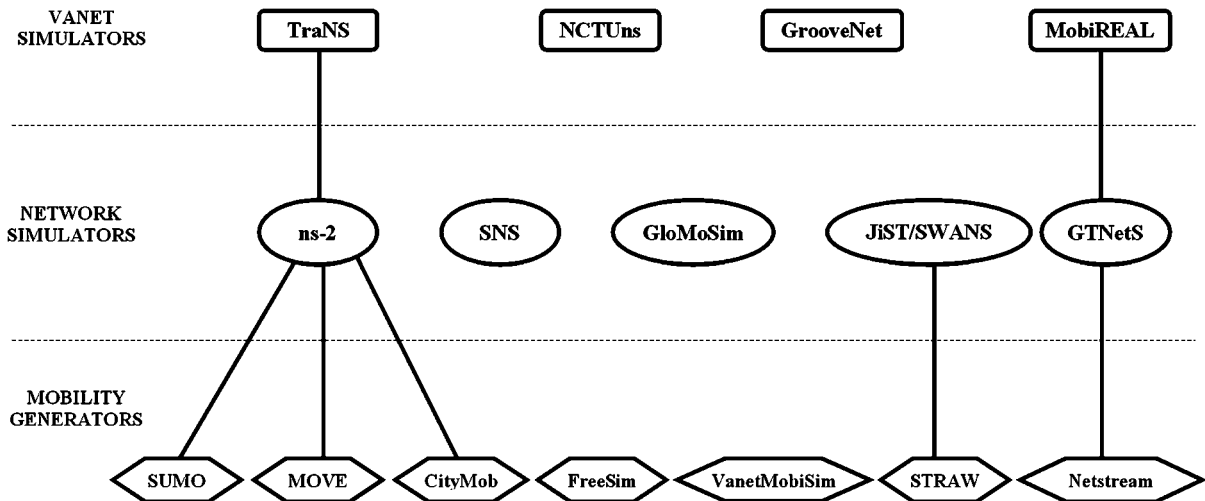 VANET
SIMULATORS
TraNS
NCTUns
GrooveNet
MobiREAL
NETWORK
SIMULATORS
ns-2
SNS
GloMoSim
JiST/SWANS
GTNetS
MOBILITY
GENERATORS
SUMO
MOVE
CityMob
FreeSim
VanetMobiSim
STRAW
Netstream